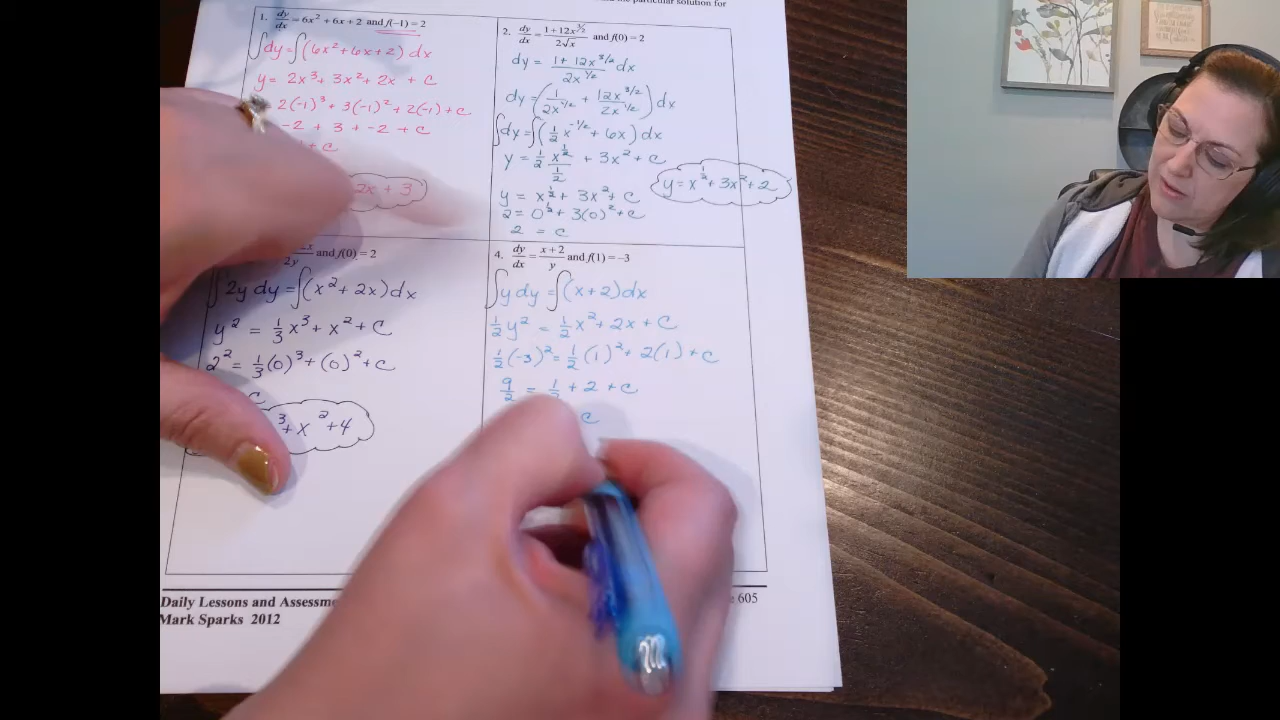 the particular solution for
1. dy/dx = 6x² + 6x + 2 and f(−1) = 2
∫dy = ∫(6x² + 6x + 2) dx
y = 2x³ + 3x² + 2x + C
2(−1)³ + 3(−1)² + 2(−1) + C
−2 + 3 + −2 + C
+ C
2x + 3
2. dy/dx = (1 + 12x^(3/2))/(2√x) and f(0) = 2
dy = (1 + 12x^(3/2))/(2x^(1/2)) dx
dy = (1/(2x^(1/2)) + 12x^(3/2)/(2x^(1/2))) dx
∫dx = ∫(½x^(−1/2) + 6x) dx
y = ½ x^(1/2)/(1/2) + 3x² + C
y = x^(1/2) + 3x² + 2
y = x^(1/2) + 3x² + C
2 = 0^(1/2) + 3(0)² + C
2 = C
2y and f(0) = 2
∫2y dy = ∫(x² + 2x) dx
y² = ⅓x³ + x² + C
2² = ⅓(0)³ + (0)² + C
C
³ + x² + 4
4. dy/dx = (x + 2)/y and f(1) = −3
∫y dy = ∫(x + 2) dx
½y² = ½x² + 2x + C
½(−3)² = ½(1)² + 2(1) + C
9/2 = ½ + 2 + C
C
Daily Lessons and
605
Mark Sparks 2012